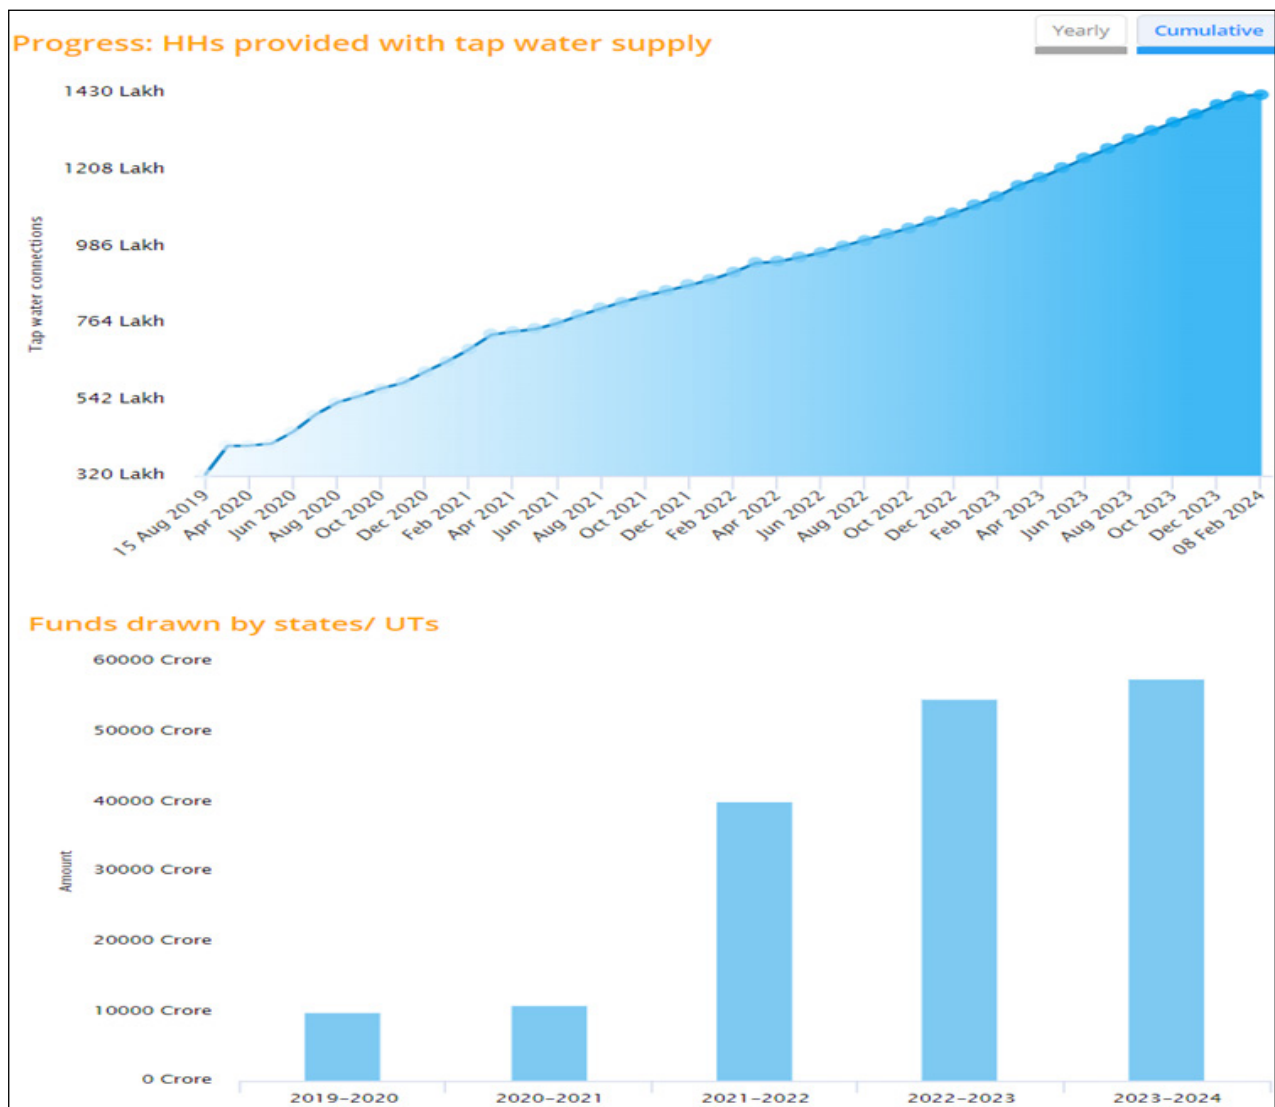 Progress: HHs provided with tap water supply
Yearly
Cumulative
Tap water connections
1430 Lakh
1208 Lakh
986 Lakh
764 Lakh
542 Lakh
320 Lakh
15 Aug 2019
Apr 2020
Jun 2020
Aug 2020
Oct 2020
Dec 2020
Feb 2021
Apr 2021
Jun 2021
Aug 2021
Oct 2021
Dec 2021
Feb 2022
Apr 2022
Jun 2022
Aug 2022
Oct 2022
Dec 2022
Feb 2023
Apr 2023
Jun 2023
Aug 2023
Oct 2023
Dec 2023
08 Feb 2024
Funds drawn by states/ UTs
Amount
60000 Crore
50000 Crore
40000 Crore
30000 Crore
20000 Crore
10000 Crore
0 Crore
2019-2020
2020-2021
2021-2022
2022-2023
2023-2024